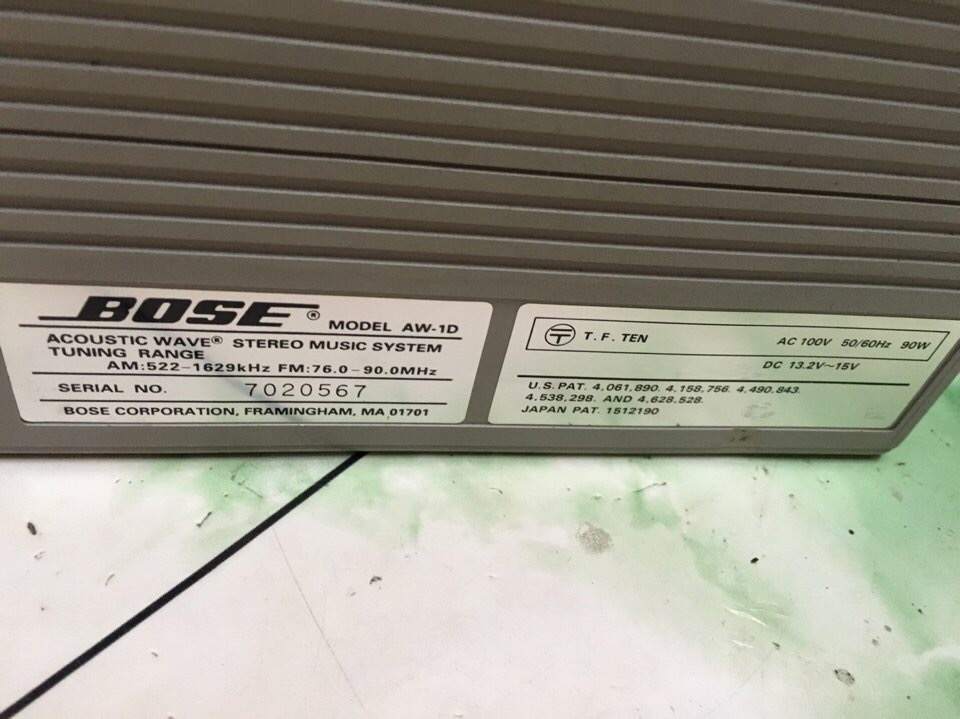 BOSE® MODEL AW-1D
ACOUSTIC WAVE® STEREO MUSIC SYSTEM
TUNING RANGE
AM:522-1629kHz FM:76.0-90.0MHz
SERIAL NO. 7020567
BOSE CORPORATION, FRAMINGHAM, MA 01701
T. F. TEN AC 100V 50/60Hz 90W
DC 13.2V~15V
U.S. PAT. 4.061,890. 4.158,756. 4.490.843.
4.538,298. AND 4,628.528.
JAPAN PAT. 1512190